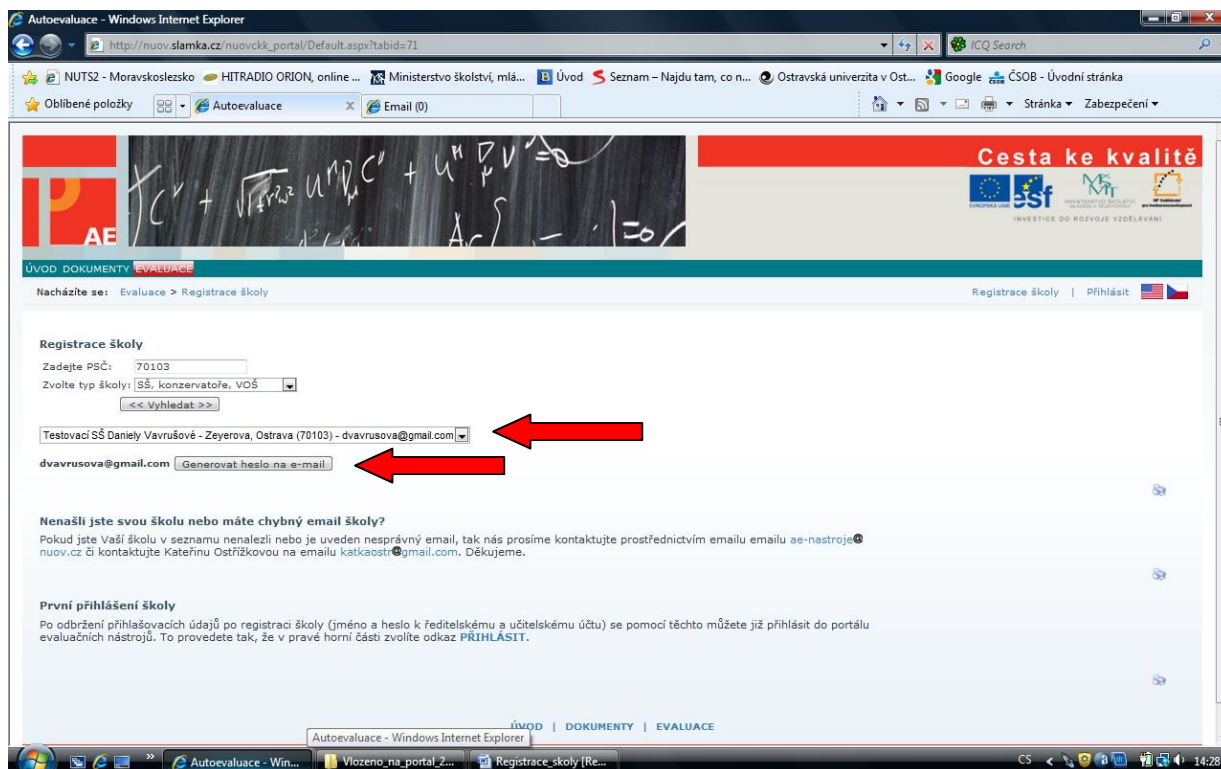 Autoevaluace - Windows Internet Explorer
http://nuov.slamka.cz/nuovckk_portal/Default.aspx?tabid=71
ICQ Search
NUTS2 - Moravskoslezsko HITRADIO ORION, online ... Ministerstvo školství, mlá... Úvod Seznam – Najdu tam, co n... Ostravská univerzita v Ost... Google ČSOB - Úvodní stránka
Oblíbené položky Autoevaluace X Email (0) Stránka Zabezpečení
Cesta ke kvalitě
AE
EVROPSKÁ UNIE esf
INVESTICE DO ROZVOJE VZDĚLÁVÁNÍ
ÚVOD DOKUMENTY EVALUACE
Nacházíte se: Evaluace > Registrace školy Registrace školy | Přihlásit
Registrace školy
Zadejte PSČ: 70103
Zvolte typ školy: SŠ, konzervatoře, VOŠ
<< Vyhledat >>
Testovací SŠ Daniely Vavrušové - Zeyerova, Ostrava (70103) - dvavrusova@gmail.com
dvavrusova@gmail.com Generovat heslo na e-mail
Nenašli jste svou školu nebo máte chybný email školy?
Pokud jste Vaší školu v seznamu nenalezli nebo je uveden nesprávný email, tak nás prosíme kontaktujte prostřednictvím emailu emailu ae-nastroje@
nuov.cz či kontaktujte Kateřinu Ostřížkovou na emailu katkaostr@gmail.com. Děkujeme.
První přihlášení školy
Po odbržení přihlašovacích údajů po registraci školy (jméno a heslo k ředitelskému a učitelskému účtu) se pomocí těchto můžete již přihlásit do portálu
evaluačních nástrojů. To provedete tak, že v pravé horní části zvolíte odkaz PŘIHLÁSIT.
ÚVOD | DOKUMENTY | EVALUACE
Autoevaluace - Windows Internet Explorer
Autoevaluace - Win... Vlozeno_na_portal_2... Registrace_skoly [Re... CS 14:28